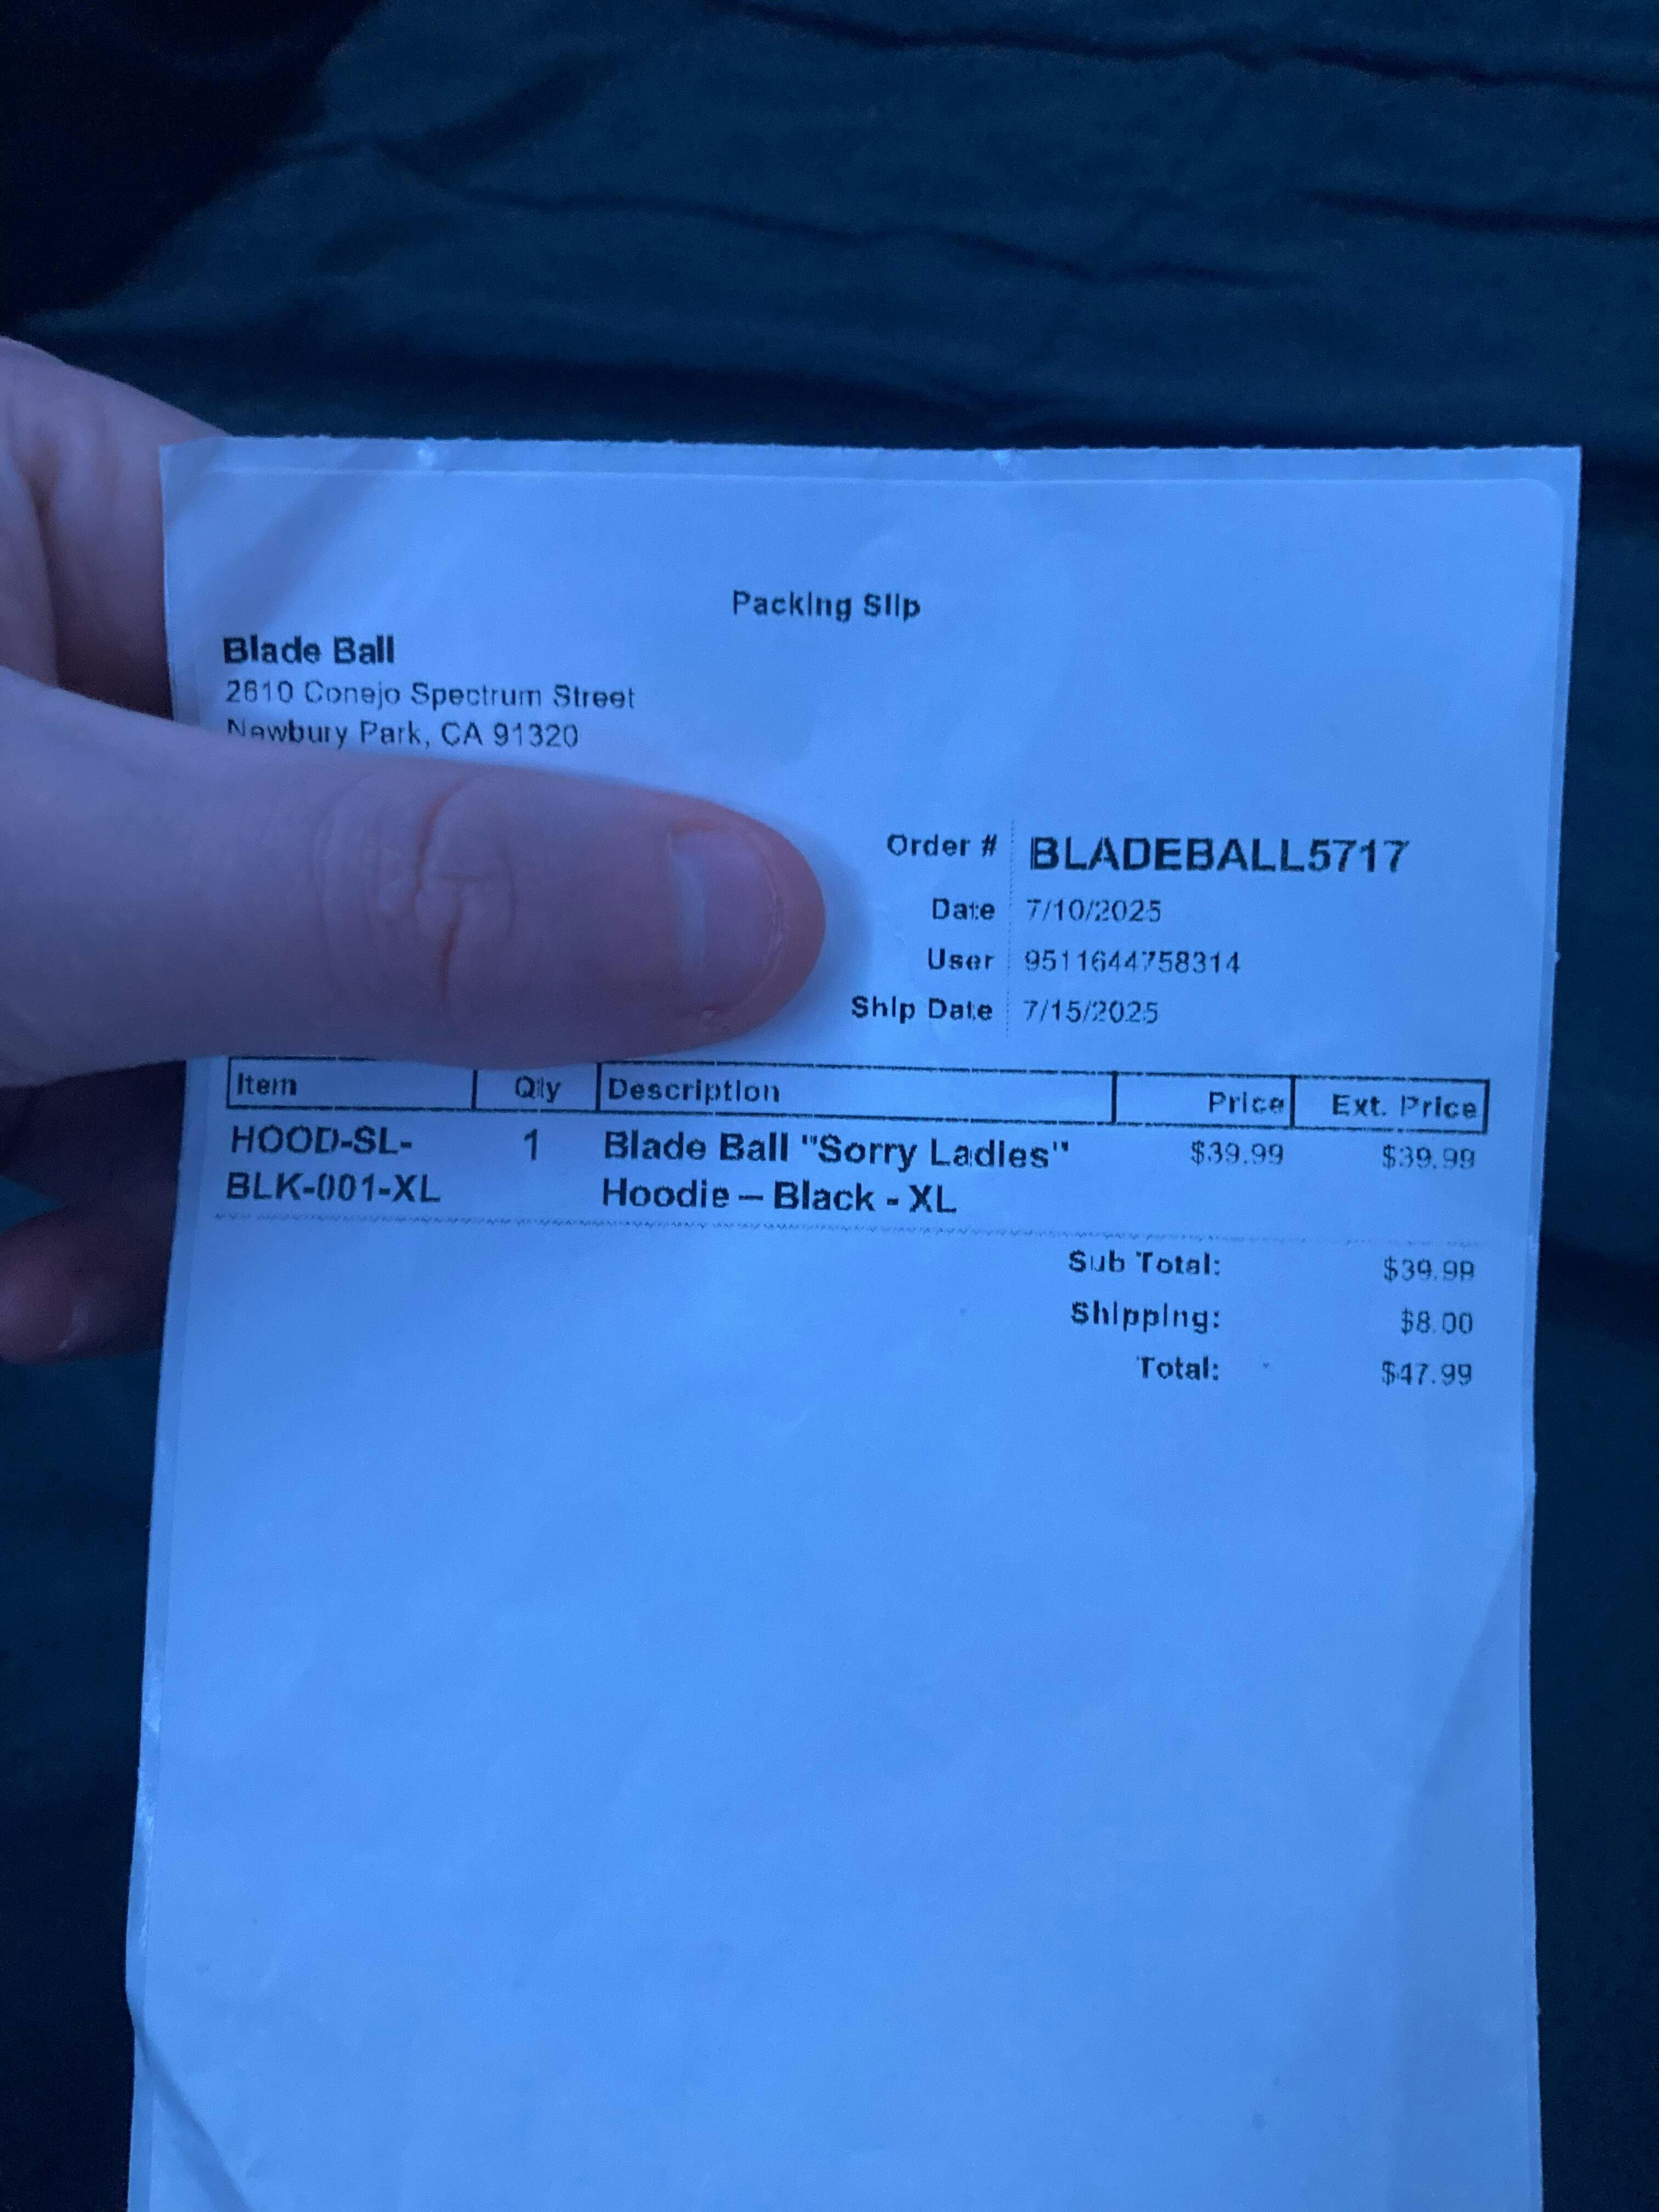 Packing Slip
Blade Ball
2610 Conejo Spectrum Street
Newbury Park, CA 91320
Order # BLADEBALL5717
Date 7/10/2025
User 9511644758314
Ship Date 7/15/2025
Item Qty Description Price Ext. Price
HOOD-SL- 1 Blade Ball "Sorry Ladies" $39.99 $39.99
BLK-001-XL Hoodie – Black - XL
Sub Total: $39.99
Shipping: $8.00
Total: $47.99